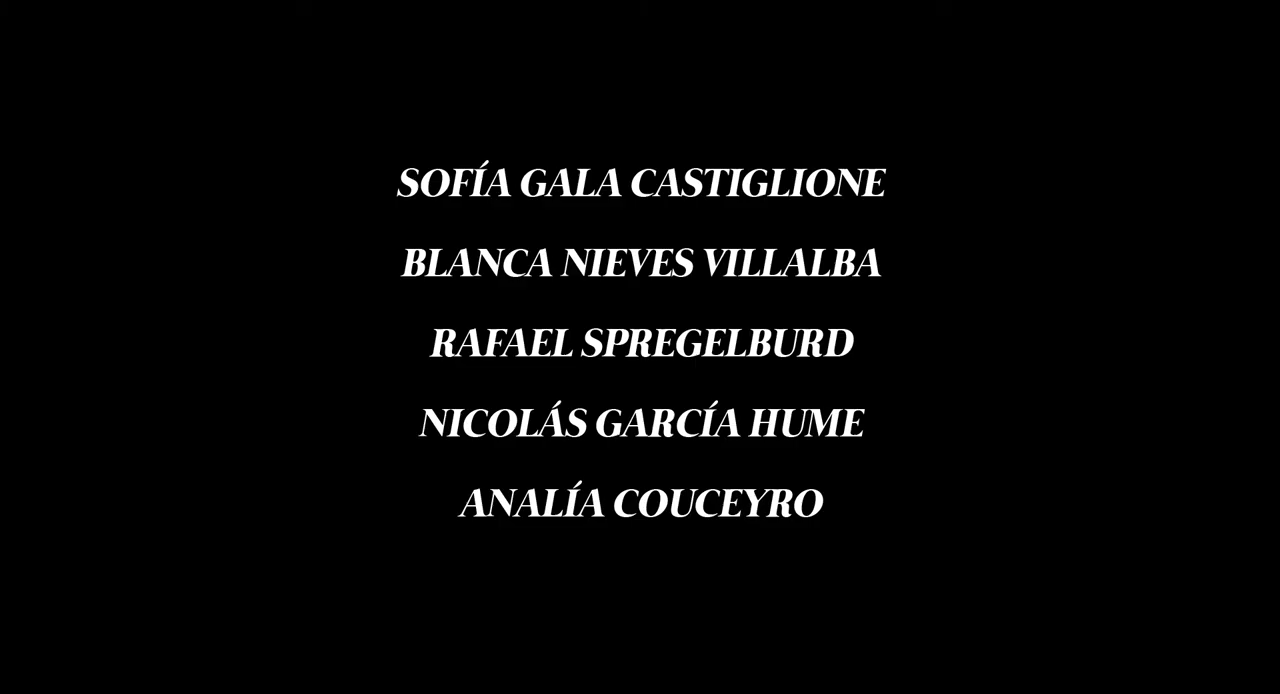 SOFÍA GALA CASTIGLIONE
BLANCA NIEVES VILLALBA
RAFAEL SPREGELBURD
NICOLÁS GARCÍA HUME
ANALÍA COUCEYRO